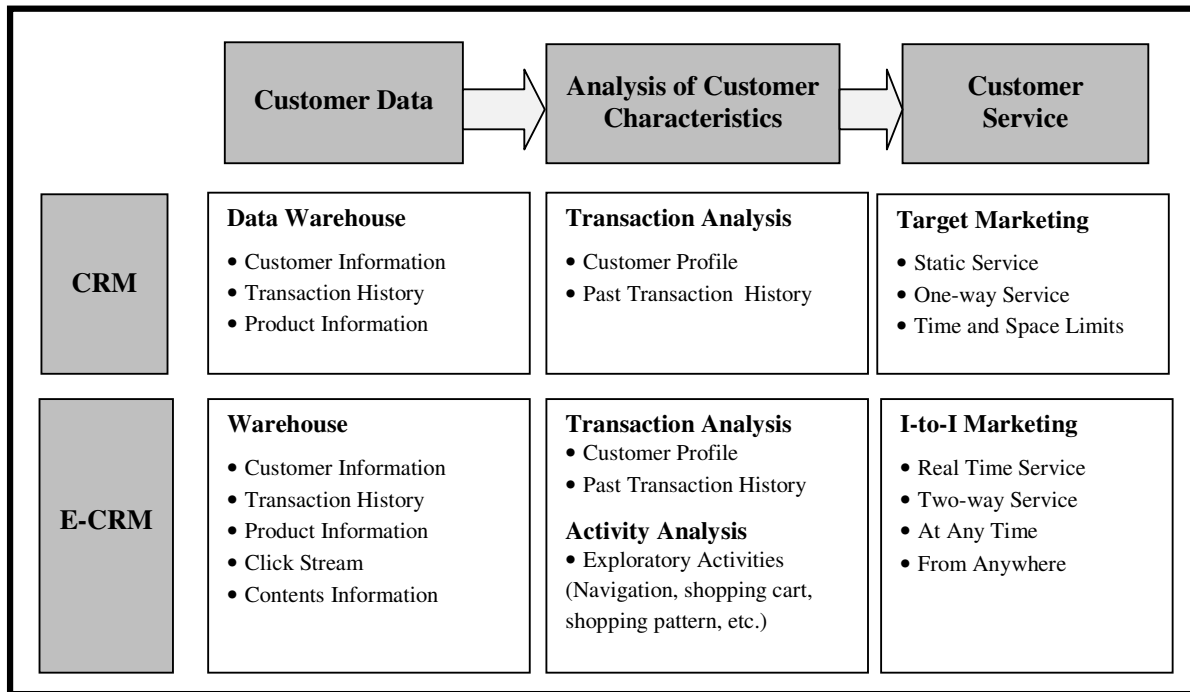 Customer Data
Analysis of Customer
Characteristics
Customer
Service
CRM
Data Warehouse
• Customer Information
• Transaction History
• Product Information
Transaction Analysis
• Customer Profile
• Past Transaction History
Target Marketing
• Static Service
• One-way Service
• Time and Space Limits
E-CRM
Warehouse
• Customer Information
• Transaction History
• Product Information
• Click Stream
• Contents Information
Transaction Analysis
• Customer Profile
• Past Transaction History
Activity Analysis
• Exploratory Activities
(Navigation, shopping cart,
shopping pattern, etc.)
I-to-I Marketing
• Real Time Service
• Two-way Service
• At Any Time
• From Anywhere